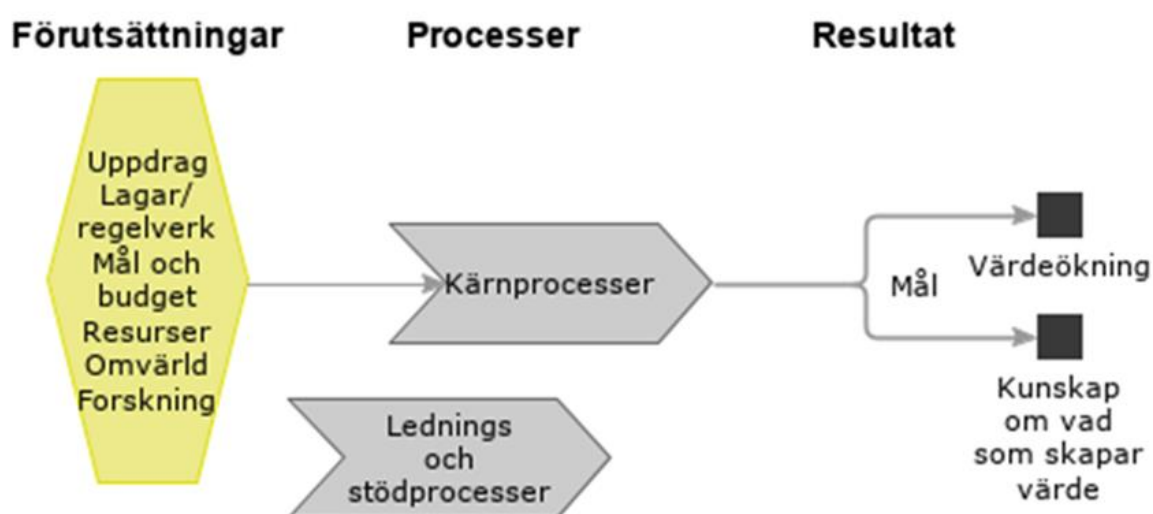 Förutsättningar
Processer
Resultat
Uppdrag
Lagar/
regelverk
Mål och
budget
Resurser
Omvärld
Forskning
Kärnprocesser
Lednings
och
stödprocesser
Mål
Värdeökning
Kunskap
om vad
som skapar
värde